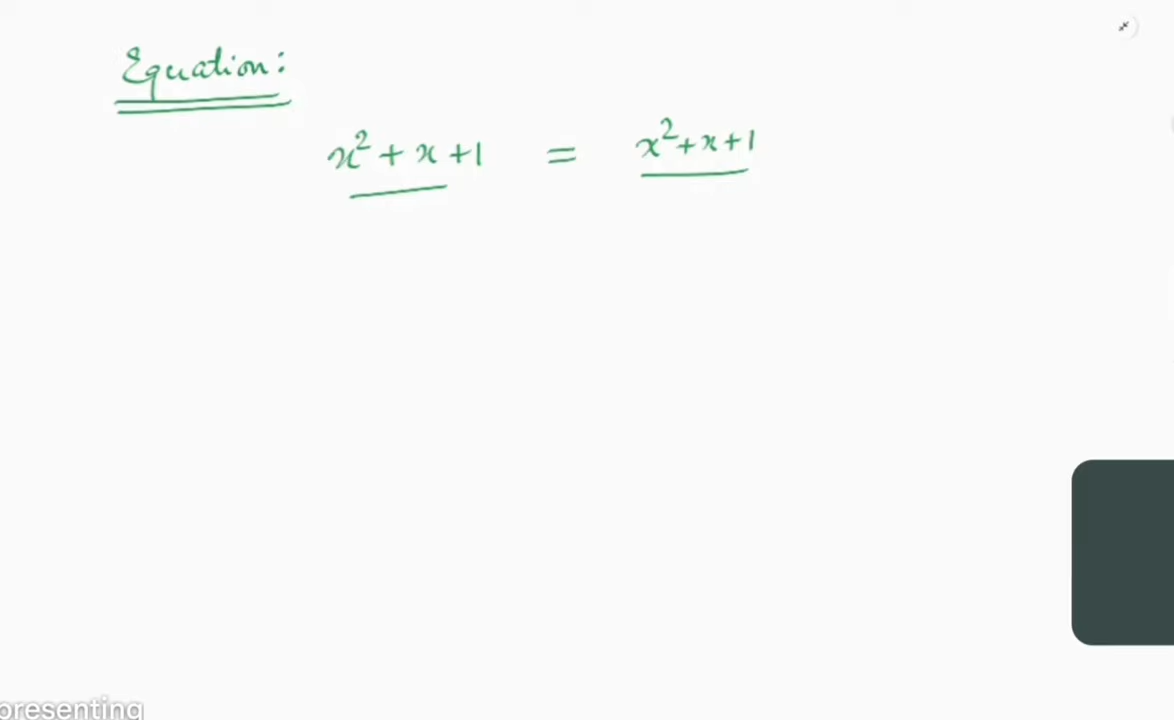 Equation:
x² + x + 1 = x² + x + 1
presenting